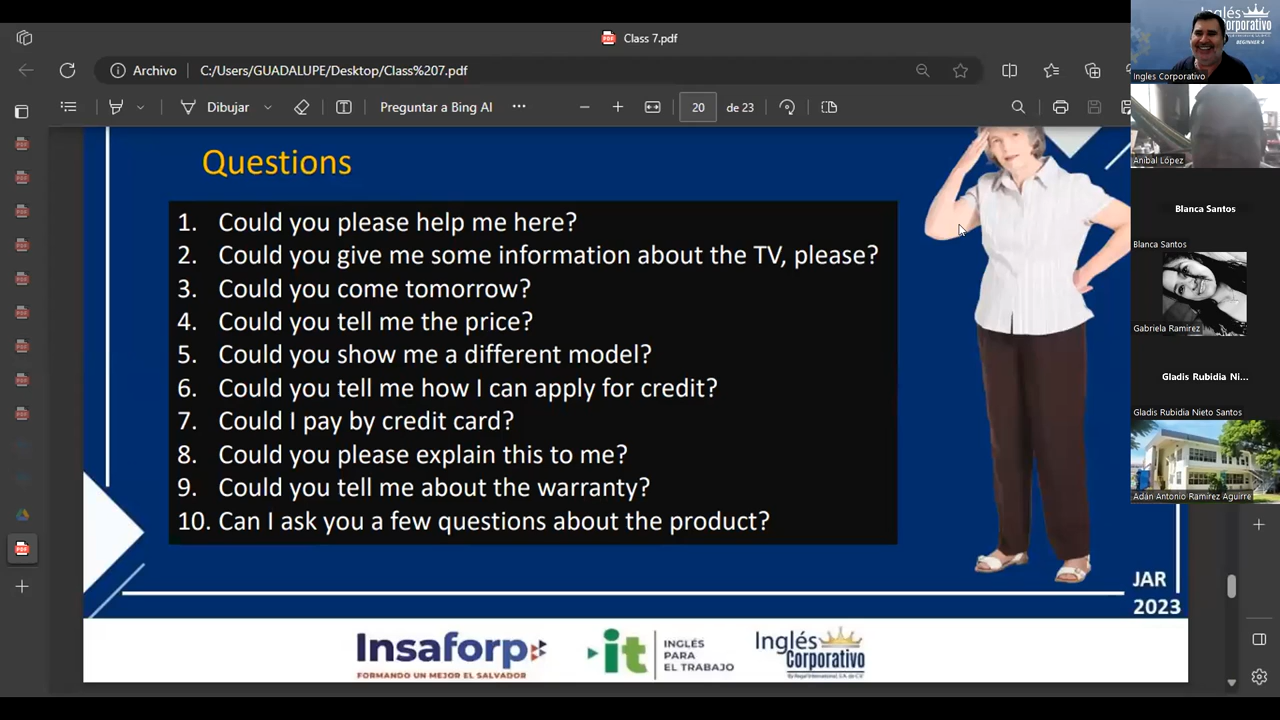 Class 7.pdf
Archivo
C:/Users/GUADALUPE/Desktop/Class%207.pdf
Dibujar
Preguntar a Bing AI
20
de 23
Questions
1. Could you please help me here?
2. Could you give me some information about the TV, please?
3. Could you come tomorrow?
4. Could you tell me the price?
5. Could you show me a different model?
6. Could you tell me how I can apply for credit?
7. Could I pay by credit card?
8. Could you please explain this to me?
9. Could you tell me about the warranty?
10. Can I ask you a few questions about the product?
JAR
2023
Insaforp
FORMANDO UN MEJOR EL SALVADOR
it
INGLÉS
PARA
EL TRABAJO
Inglés
Corporativo
Inglés
Corporativo
BEGINNER 4
Ingles Corporativo
Anibal López
Blanca Santos
Blanca Santos
Gabriela Ramirez
Gladis Rubidia Ni...
Gladis Rubidia Nieto Santos
Adán Antonio Ramírez Aguirre